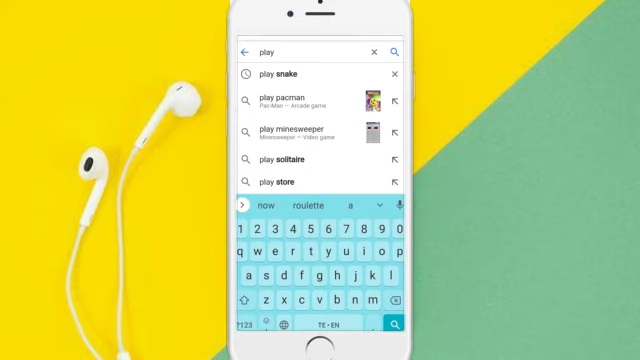 play
play snake
play pacman
Pac-Man — Arcade game
play minesweeper
Minesweeper — Video game
play solitaire
play store
now roulette a
1 2 3 4 5 6 7 8 9 0
q w e r t y u i o p
a s d f g h j k l
z x c v b n m
?123 TE • EN .